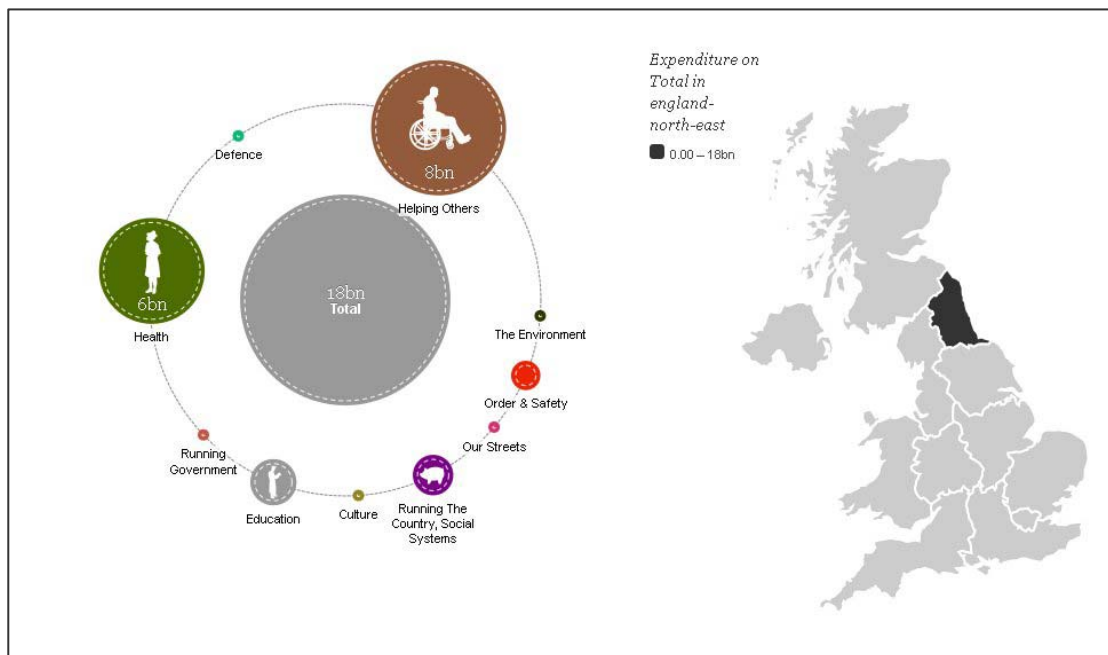 Expenditure on
Total in
england-
north-east
0.00 – 18bn
8bn
Helping Others
Defence
6bn
Health
18bn
Total
The Environment
Order & Safety
Our Streets
Running The
Country, Social
Systems
Culture
Education
Running
Government